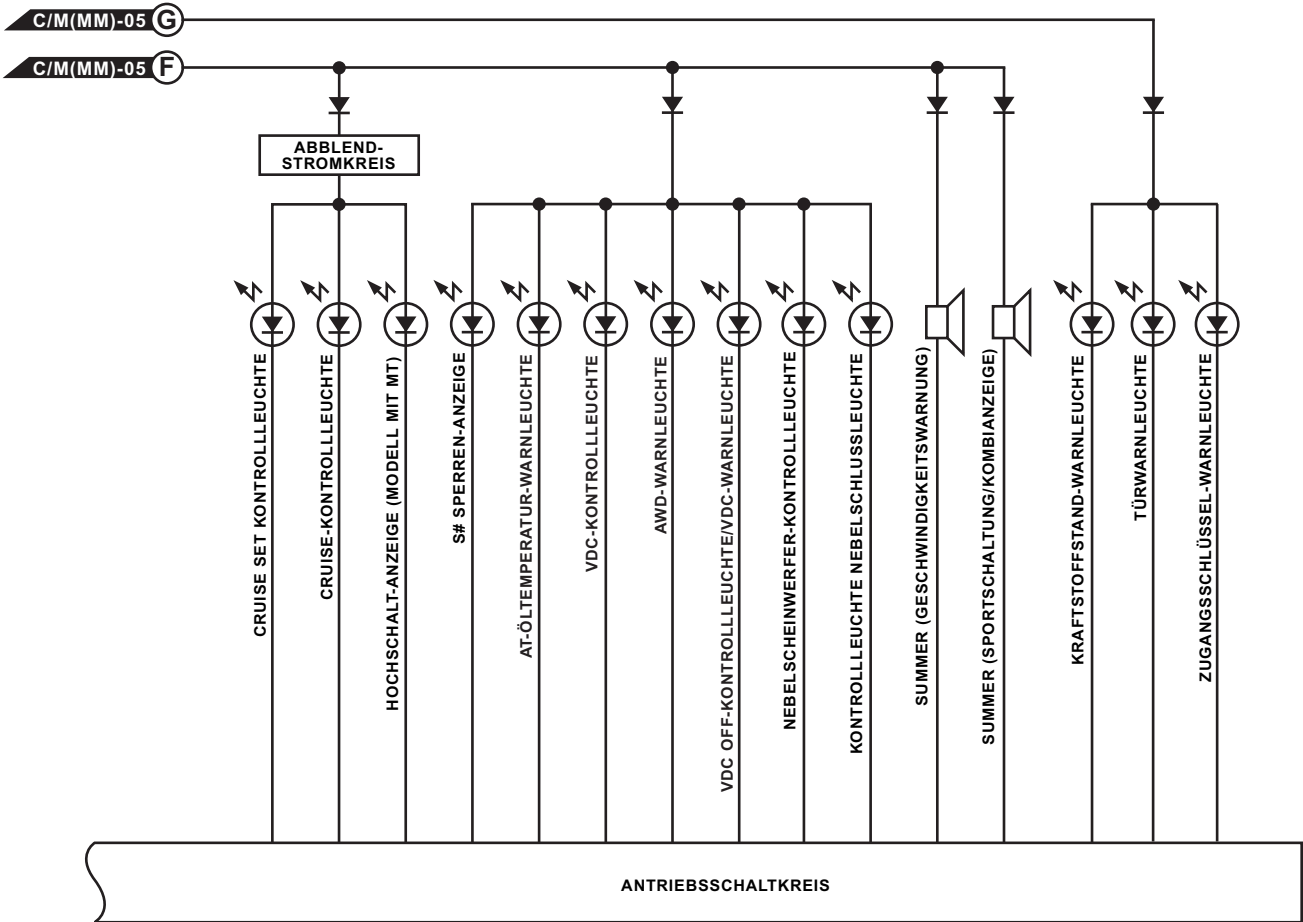 C/M(MM)-05 G
C/M(MM)-05 F
ABBLEND-
STROMKREIS
CRUISE SET KONTROLLLEUCHTE
CRUISE-KONTROLLLEUCHTE
HOCHSCHALT-ANZEIGE (MODELL MIT MT)
S# SPERREN-ANZEIGE
AT-ÖLTEMPERATUR-WARNLEUCHTE
VDC-KONTROLLLEUCHTE
AWD-WARNLEUCHTE
VDC OFF-KONTROLLLEUCHTE/VDC-WARNLEUCHTE
NEBELSCHEINWERFER-KONTROLLLEUCHTE
KONTROLLLEUCHTE NEBELSCHLUSSLEUCHTE
SUMMER (GESCHWINDIGKEITSWARNUNG)
SUMMER (SPORTSCHALTUNG/KOMBIANZEIGE)
KRAFTSTOFFSTAND-WARNLEUCHTE
TÜRWARNLEUCHTE
ZUGANGSSCHLÜSSEL-WARNLEUCHTE
ANTRIEBSSCHALTKREIS